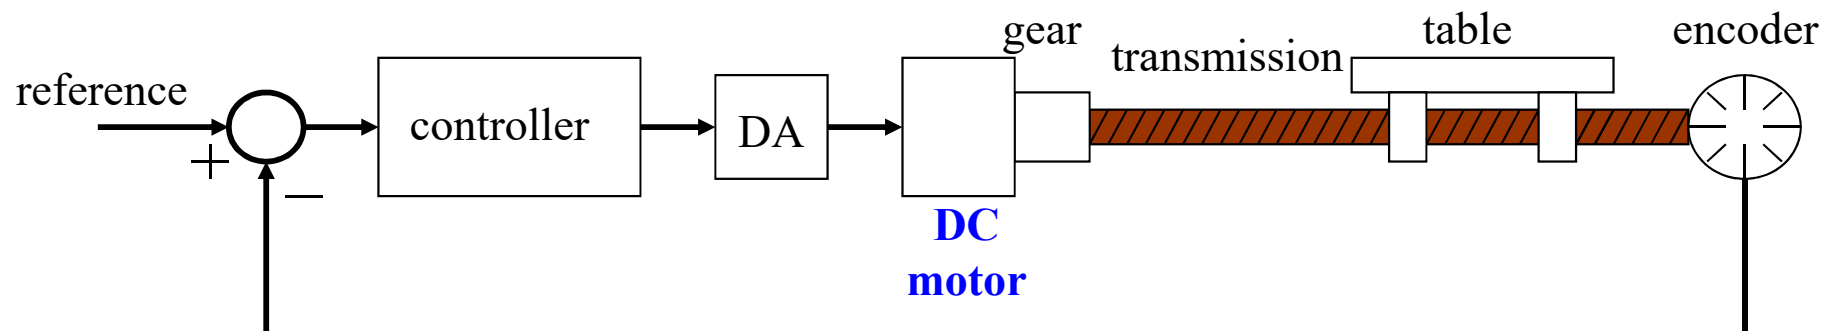 reference
+
−
controller
DA
DC
motor
gear
transmission
table
encoder